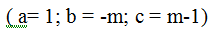 ( a= 1; b = -m; c = m-1)